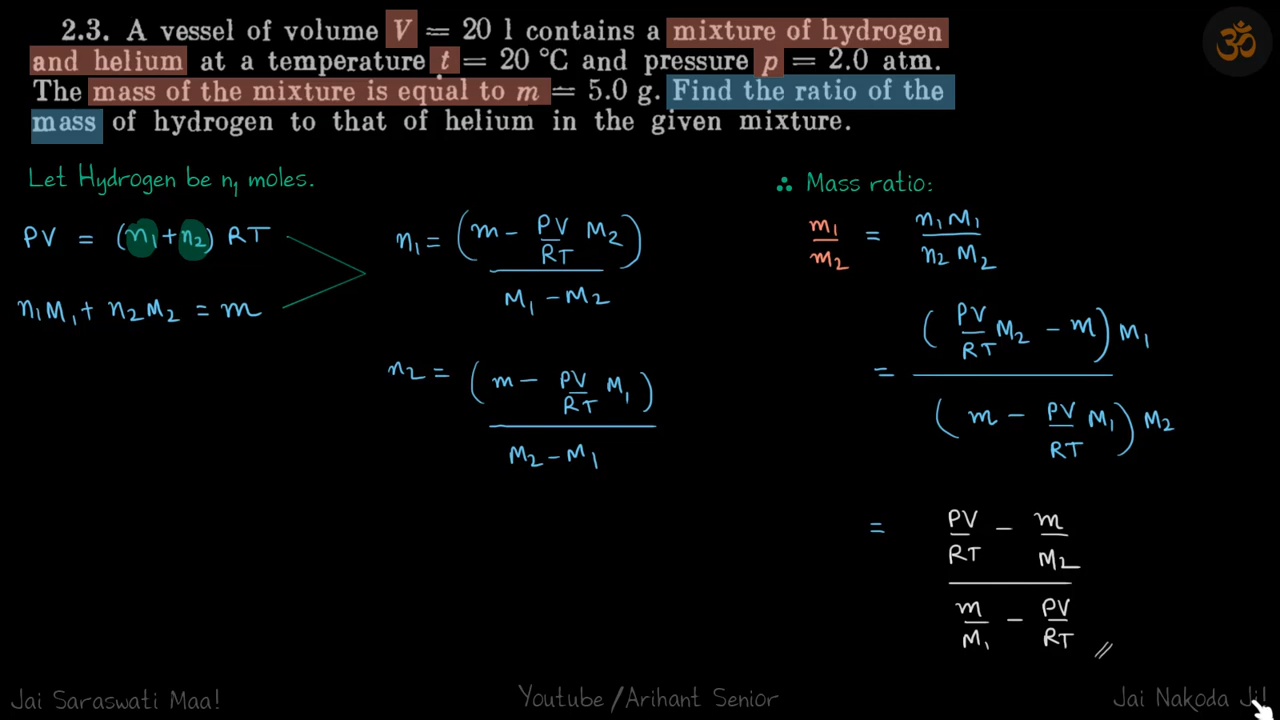 2.3. A vessel of volume V = 20 l contains a mixture of hydrogen
and helium at a temperature t = 20 °C and pressure p = 2.0 atm.
The mass of the mixture is equal to m = 5.0 g. Find the ratio of the
mass of hydrogen to that of helium in the given mixture.
Let Hydrogen be n₁ moles.
PV = (n₁+n₂) RT
n₁M₁ + n₂M₂ = m
n₁ = (m − PV/RT M₂) / (M₁ − M₂)
n₂ = (m − PV/RT M₁) / (M₂ − M₁)
∴ Mass ratio:
m₁/m₂ = n₁M₁ / n₂M₂
= (PV/RT M₂ − m) M₁ / (m − PV/RT M₁) M₂
= (PV/RT − m/M₂) / (m/M₁ − PV/RT) //
ॐ
Jai Saraswati Maa!
Youtube/Arihant Senior
Jai Nakoda Ji!